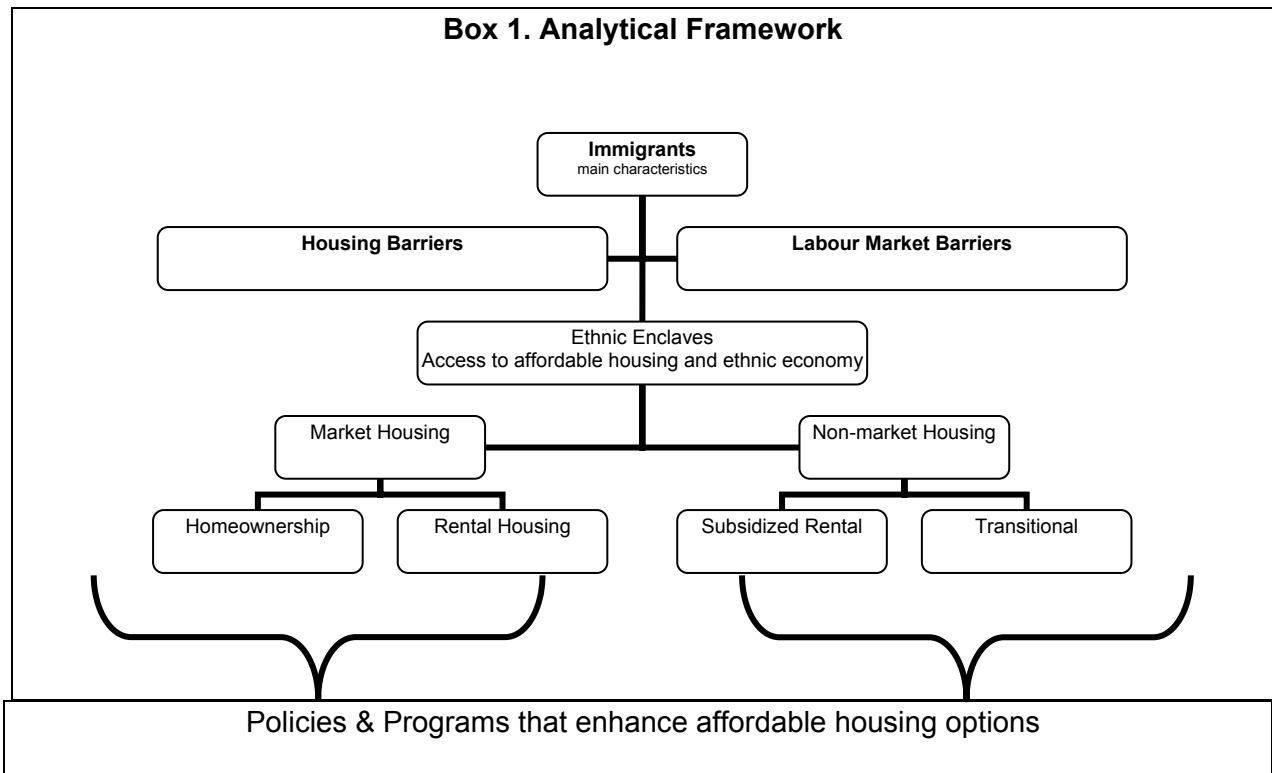 Box 1. Analytical Framework
Immigrants
main characteristics
Housing Barriers
Labour Market Barriers
Ethnic Enclaves
Access to affordable housing and ethnic economy
Market Housing
Non-market Housing
Homeownership
Rental Housing
Subsidized Rental
Transitional
Policies & Programs that enhance affordable housing options